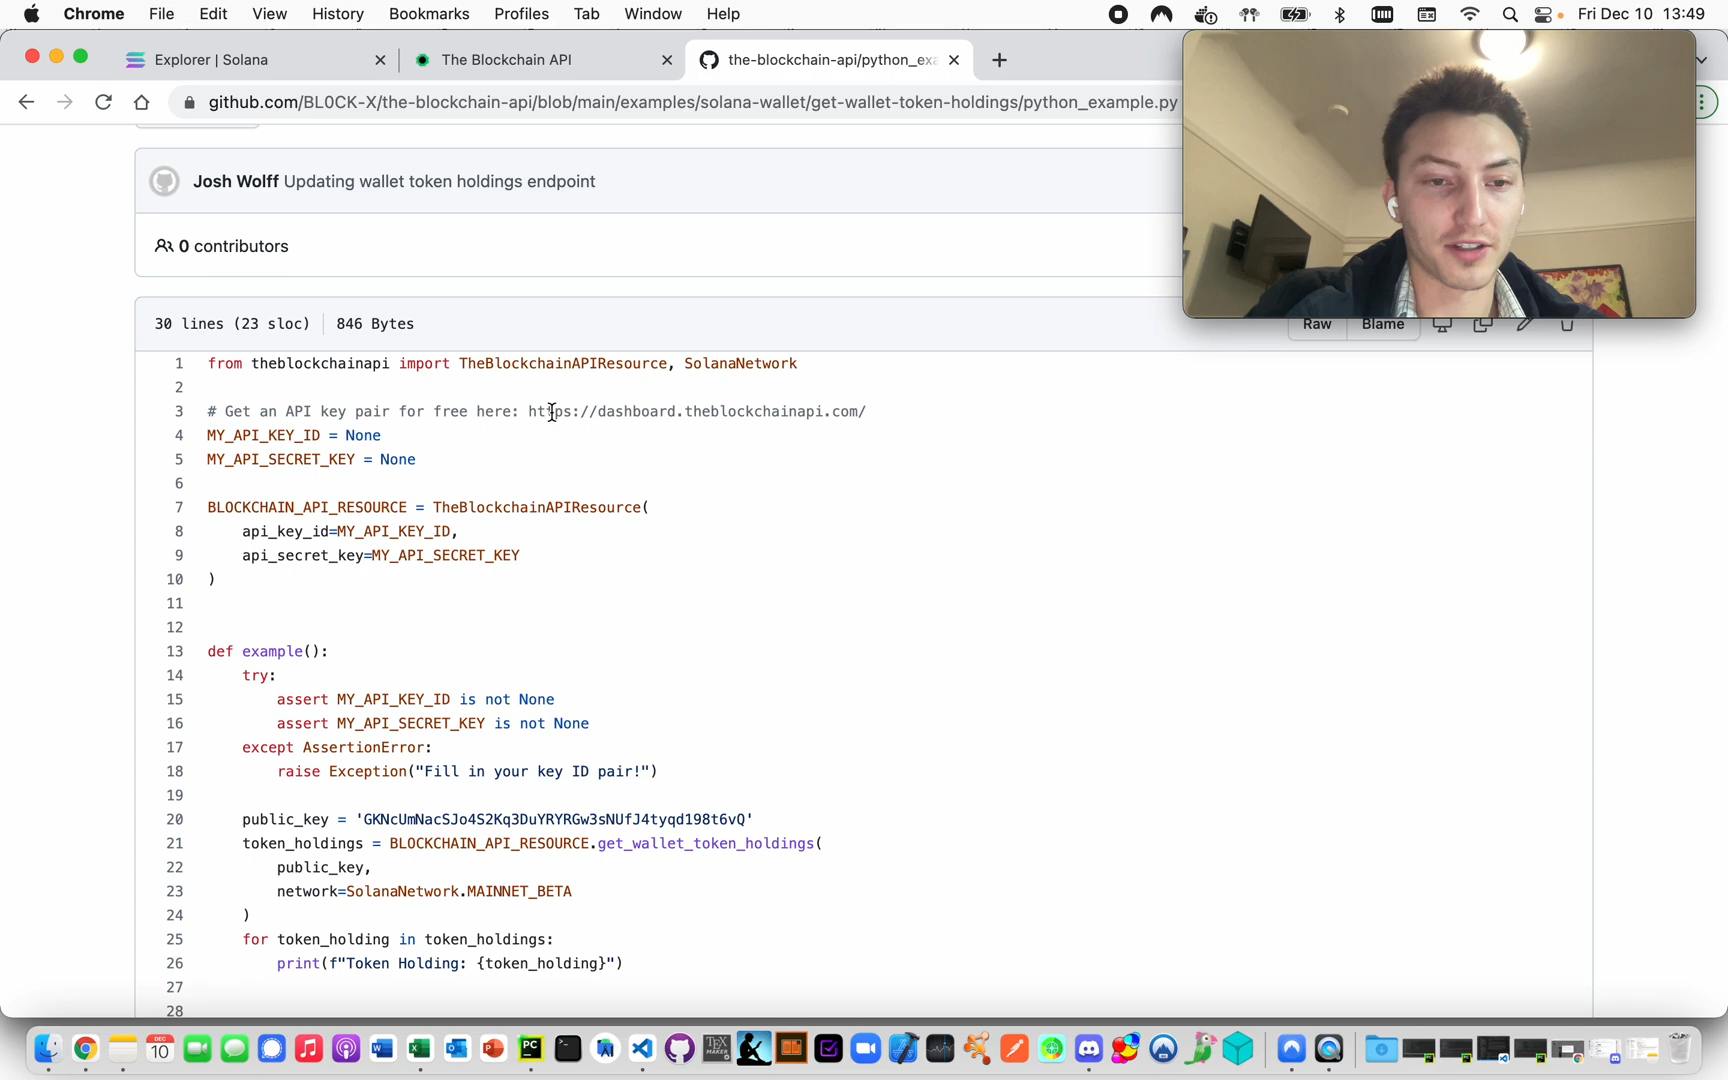 Chrome File Edit View History Bookmarks Profiles Tab Window Help Fri Dec 10 13:49
Explorer | Solana The Blockchain API the-blockchain-api/python_exa
github.com/BL0CK-X/the-blockchain-api/blob/main/examples/solana-wallet/get-wallet-token-holdings/python_example.py
Josh Wolff Updating wallet token holdings endpoint
0 contributors
30 lines (23 sloc) 846 Bytes Raw Blame
1 from theblockchainapi import TheBlockchainAPIResource, SolanaNetwork
2
3 # Get an API key pair for free here: https://dashboard.theblockchainapi.com/
4 MY_API_KEY_ID = None
5 MY_API_SECRET_KEY = None
6
7 BLOCKCHAIN_API_RESOURCE = TheBlockchainAPIResource(
8 api_key_id=MY_API_KEY_ID,
9 api_secret_key=MY_API_SECRET_KEY
10 )
11
12
13 def example():
14 try:
15 assert MY_API_KEY_ID is not None
16 assert MY_API_SECRET_KEY is not None
17 except AssertionError:
18 raise Exception("Fill in your key ID pair!")
19
20 public_key = 'GKNcUmNacSJo4S2Kq3DuYRYRGw3sNUfJ4tyqd198t6vQ'
21 token_holdings = BLOCKCHAIN_API_RESOURCE.get_wallet_token_holdings(
22 public_key,
23 network=SolanaNetwork.MAINNET_BETA
24 )
25 for token_holding in token_holdings:
26 print(f"Token Holding: {token_holding}")
27
28
DEC
10